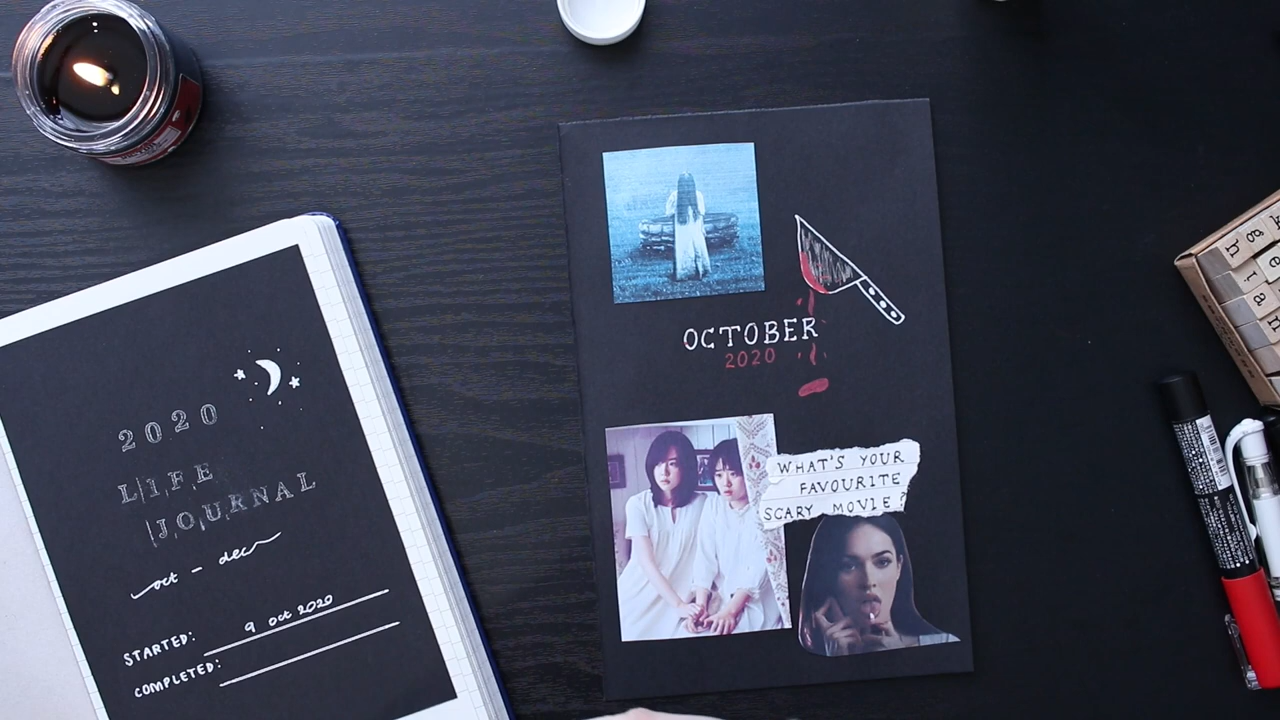 2020
LIFE
JOURNAL
oct - dec
STARTED: 9 oct 2020
COMPLETED:
OCTOBER
2020
WHAT'S YOUR
FAVOURITE
SCARY MOVIE?
h g